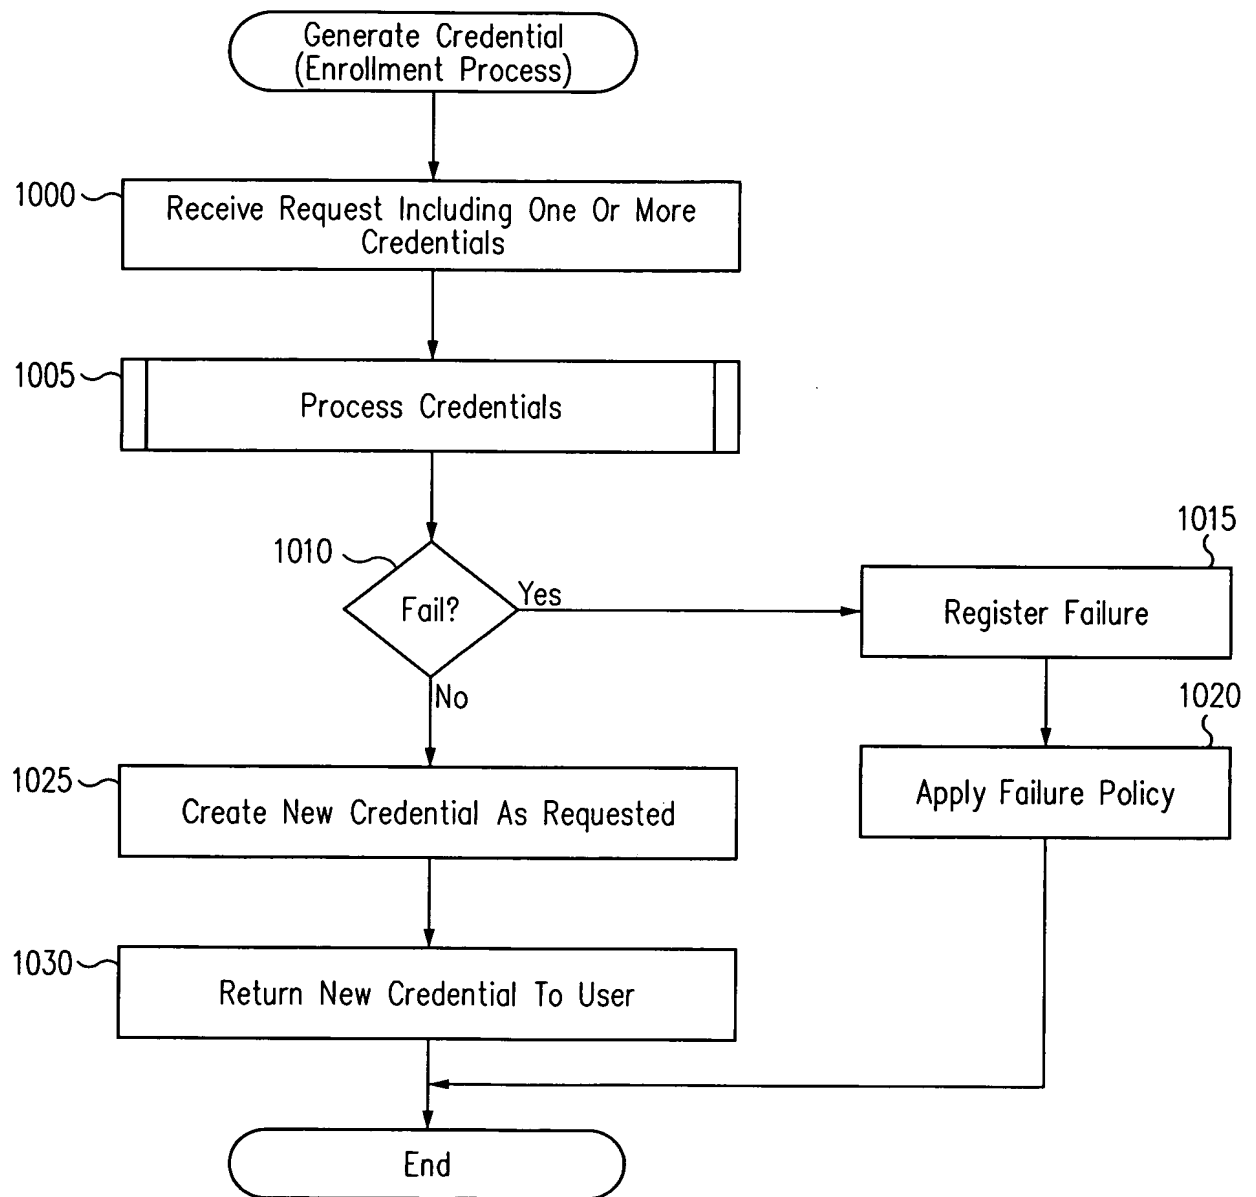 Generate Credential
(Enrollment Process)
1000
Receive Request Including One Or More
Credentials
1005
Process Credentials
1010
Fail?
Yes
No
1015
Register Failure
1020
Apply Failure Policy
1025
Create New Credential As Requested
1030
Return New Credential To User
End